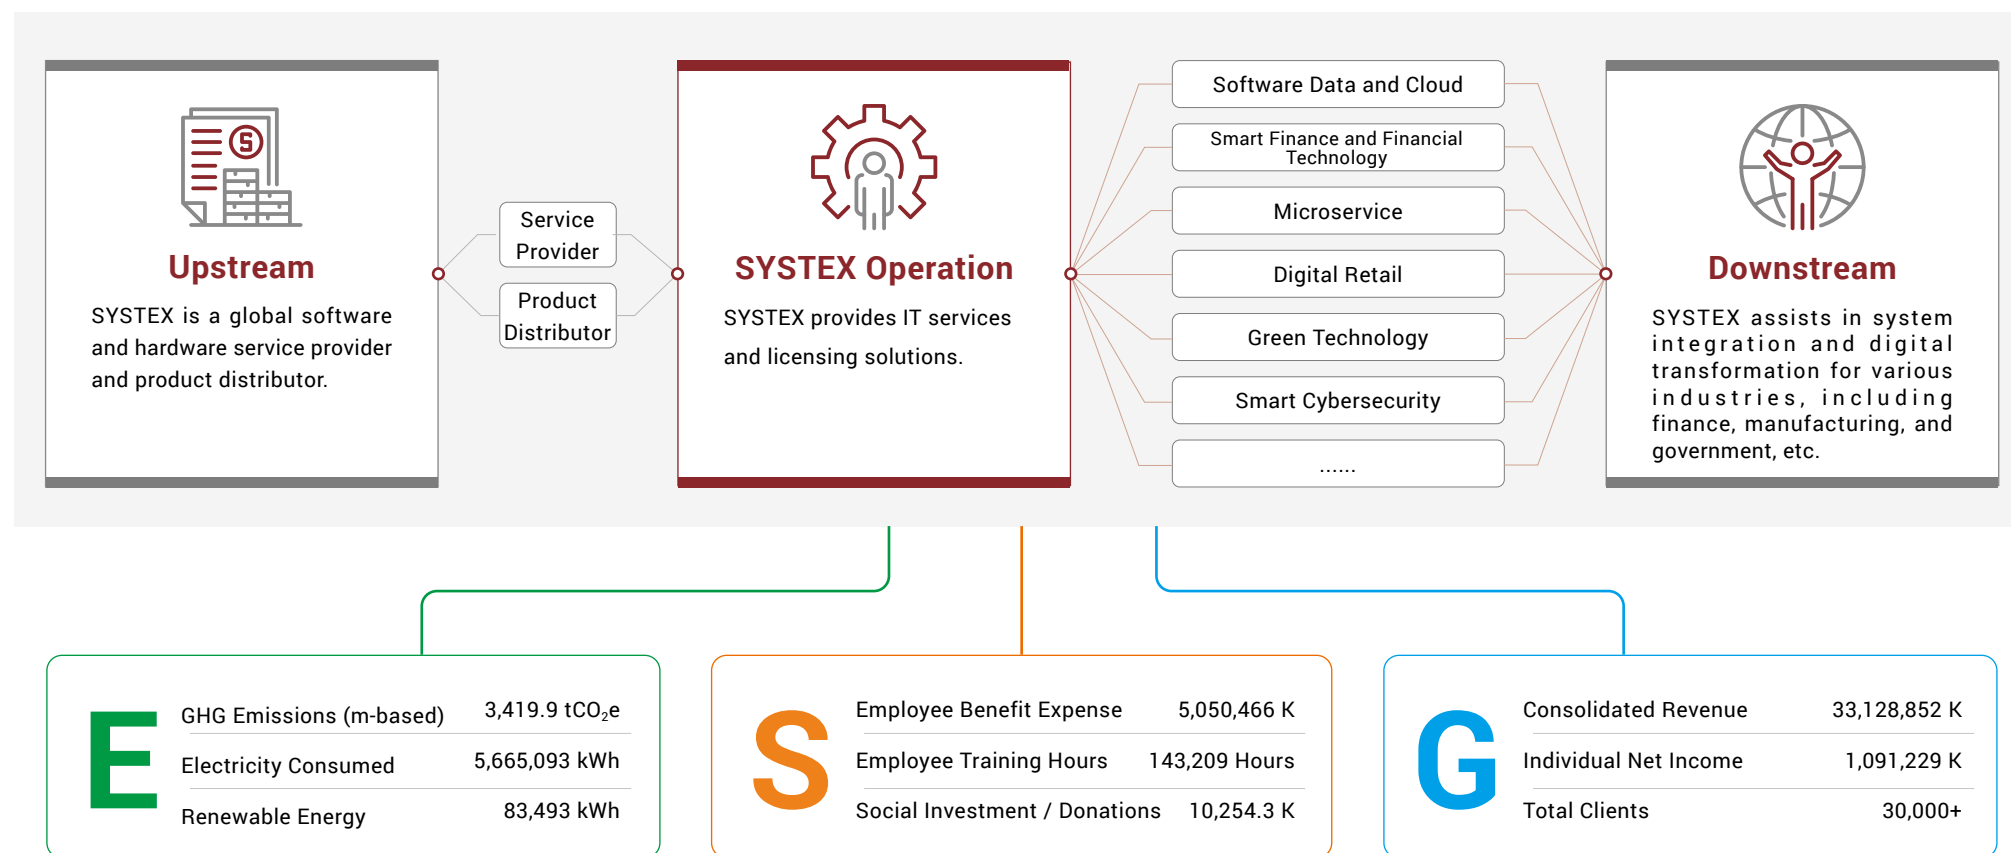 Upstream
SYSTEX is a global software
and hardware service provider
and product distributor.
Service
Provider
Product
Distributor
SYSTEX Operation
SYSTEX provides IT services
and licensing solutions.
Software Data and Cloud
Smart Finance and Financial
Technology
Microservice
Digital Retail
Green Technology
Smart Cybersecurity
......
Downstream
SYSTEX assists in system
integration and digital
transformation for various
industries, including
finance, manufacturing, and
government, etc.
E
GHG Emissions (m-based) 3,419.9 tCO₂e
Electricity Consumed 5,665,093 kWh
Renewable Energy 83,493 kWh
S
Employee Benefit Expense 5,050,466 K
Employee Training Hours 143,209 Hours
Social Investment / Donations 10,254.3 K
G
Consolidated Revenue 33,128,852 K
Individual Net Income 1,091,229 K
Total Clients 30,000+